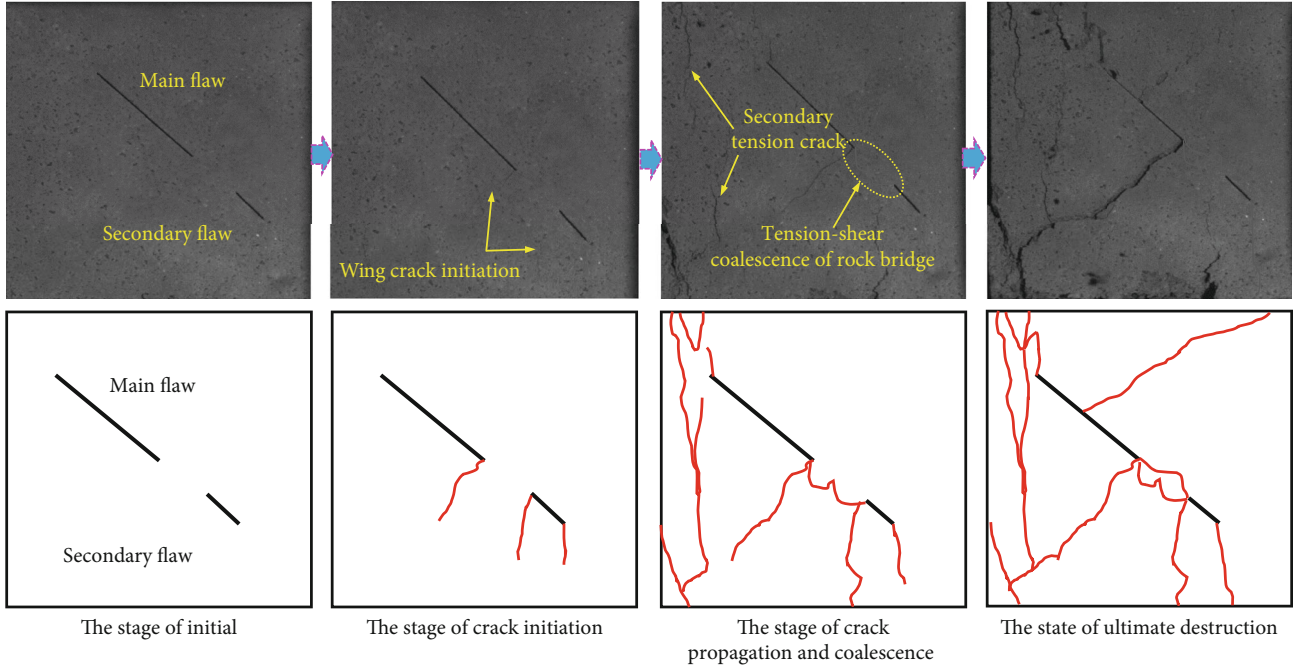 Main flaw
Secondary flaw
Wing crack initiation
Secondary
tension crack
Tension-shear
coalescence of rock bridge
Main flaw
Secondary flaw
The stage of initial
The stage of crack initiation
The stage of crack
propagation and coalescence
The state of ultimate destruction